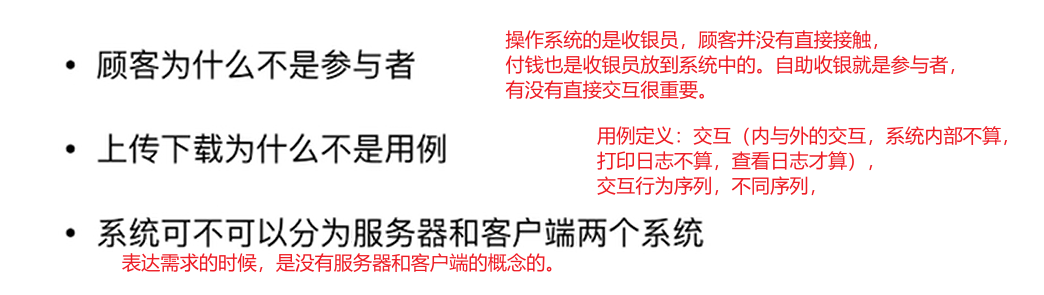 • 顾客为什么不是参与者
操作系统的是收银员，顾客并没有直接接触，
付钱也是收银员放到系统中的。自助收银就是参与者，
有没有直接交互很重要。
• 上传下载为什么不是用例
用例定义：交互（内与外的交互，系统内部不算，
打印日志不算，查看日志才算），
交互行为序列，不同序列，
• 系统可不可以分为服务器和客户端两个系统
表达需求的时候，是没有服务器和客户端的概念的。